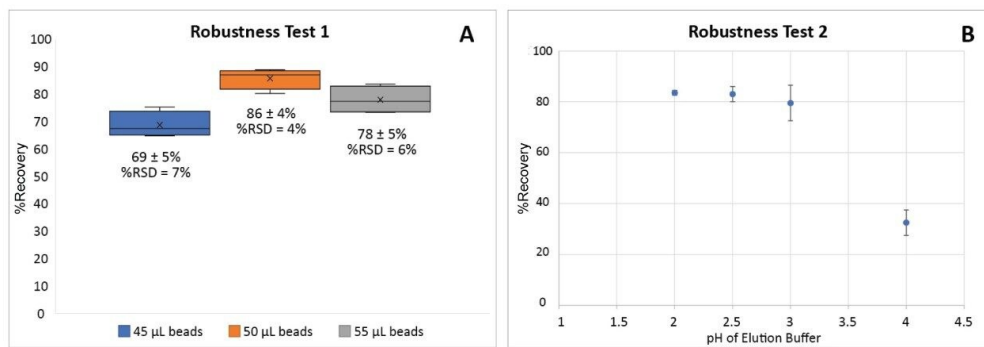 Robustness Test 1
A
100
90
80
70
60
50
40
30
20
10
0
%Recovery
69 ± 5%
%RSD = 7%
86 ± 4%
%RSD = 4%
78 ± 5%
%RSD = 6%
45 µL beads
50 µL beads
55 µL beads
Robustness Test 2
B
100
80
60
40
20
0
%Recovery
1 1.5 2 2.5 3 3.5 4 4.5
pH of Elution Buffer